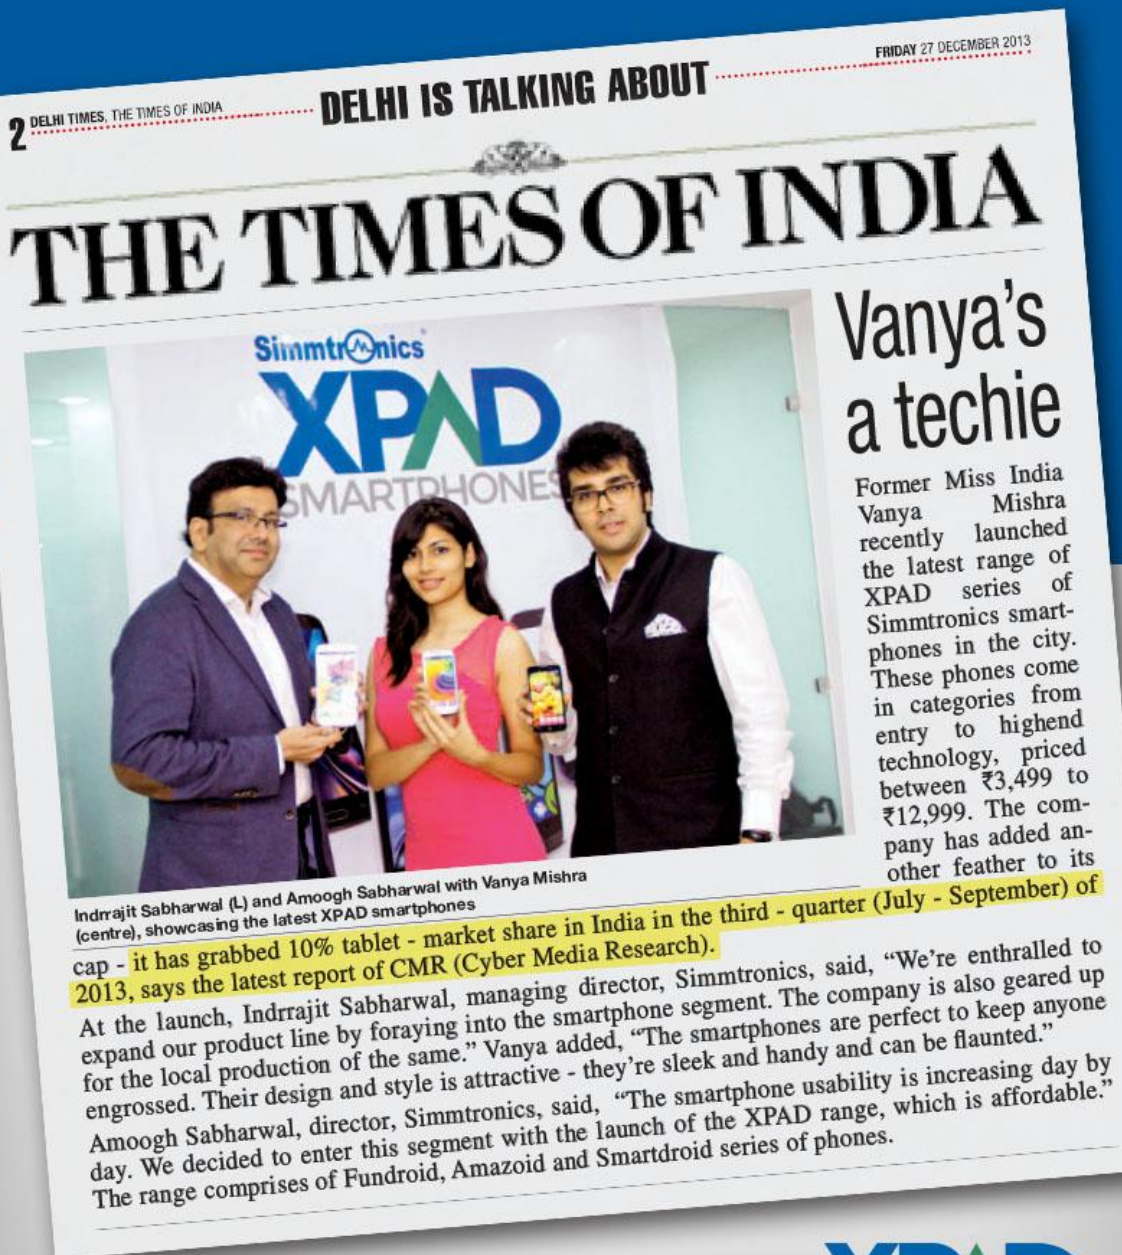 2 DELHI TIMES, THE TIMES OF INDIA
DELHI IS TALKING ABOUT
FRIDAY 27 DECEMBER 2013
THE TIMES OF INDIA
Simmtronics
XPAD
SMARTPHONES
Indrrajit Sabharwal (L) and Amoogh Sabharwal with Vanya Mishra
(centre), showcasing the latest XPAD smartphones
Vanya's
a techie
Former Miss India
Vanya Mishra
recently launched
the latest range of
XPAD series of
Simmtronics smart-
phones in the city.
These phones come
in categories from
entry to highend
technology, priced
between ₹3,499 to
₹12,999. The com-
pany has added an-
other feather to its
cap - it has grabbed 10% tablet - market share in India in the third - quarter (July - September) of
2013, says the latest report of CMR (Cyber Media Research).
At the launch, Indrrajit Sabharwal, managing director, Simmtronics, said, “We're enthralled to
expand our product line by foraying into the smartphone segment. The company is also geared up
for the local production of the same.” Vanya added, “The smartphones are perfect to keep anyone
engrossed. Their design and style is attractive - they're sleek and handy and can be flaunted.”
Amoogh Sabharwal, director, Simmtronics, said, “The smartphone usability is increasing day by
day. We decided to enter this segment with the launch of the XPAD range, which is affordable.”
The range comprises of Fundroid, Amazoid and Smartdroid series of phones.
XPAD